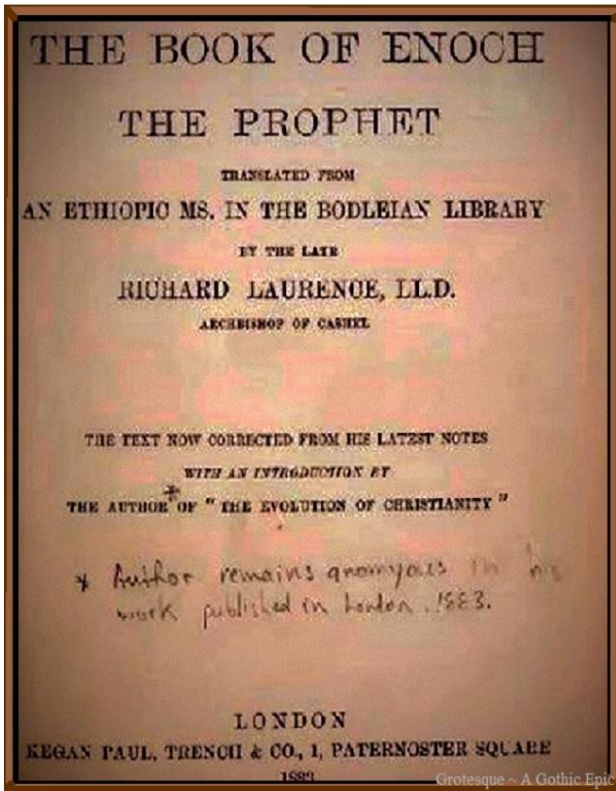 THE BOOK OF ENOCH
THE PROPHET
TRANSLATED FROM
AN ETHIOPIC MS. IN THE BODLEIAN LIBRARY
BY THE LATE
RICHARD LAURENCE, LL.D.
ARCHBISHOP OF CASHEL
THE TEXT NOW CORRECTED FROM HIS LATEST NOTES
WITH AN INTRODUCTION BY
THE AUTHOR * OF "THE EVOLUTION OF CHRISTIANITY"
* Author remains anomyous in his
work published in London. 1883.
LONDON
KEGAN PAUL, TRENCH & CO., 1, PATERNOSTER SQUARE
Grotesque ~ A Gothic Epic